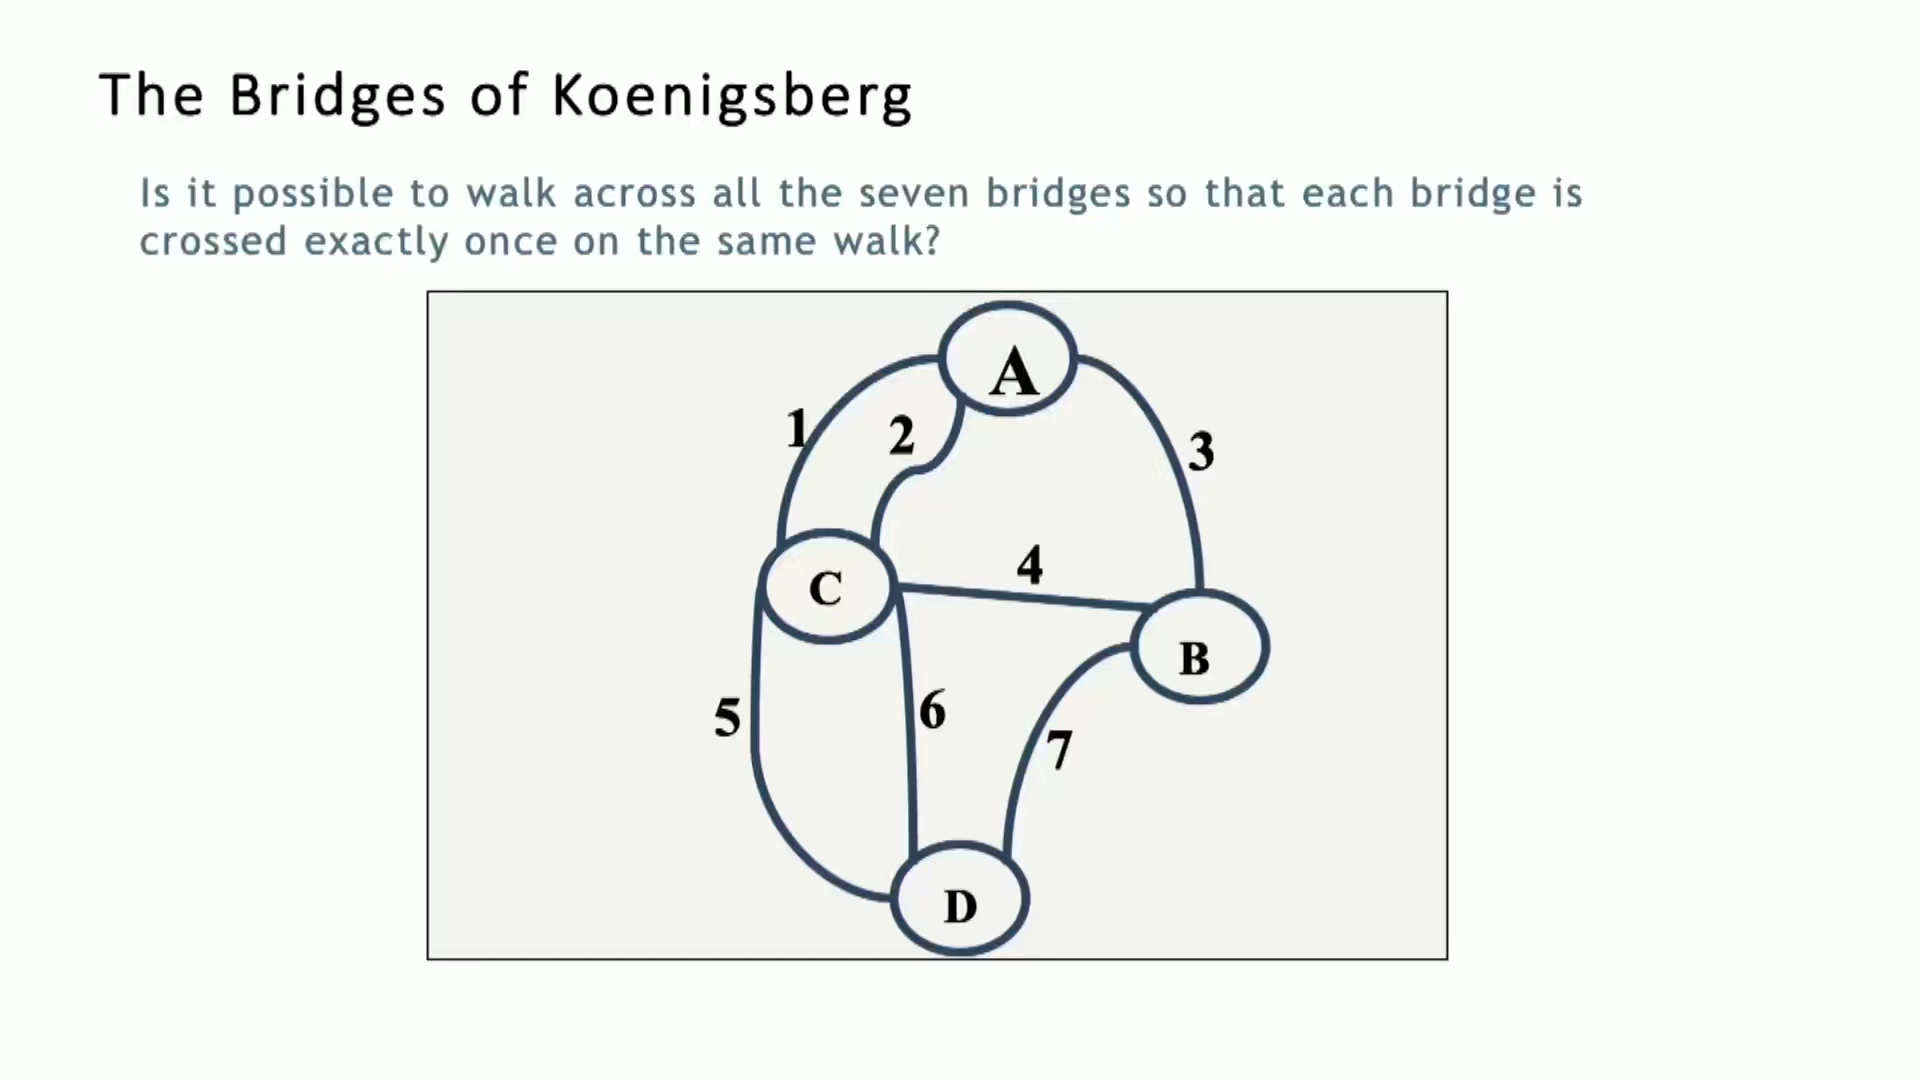 The Bridges of Koenigsberg
Is it possible to walk across all the seven bridges so that each bridge is
crossed exactly once on the same walk?
A
1
2
3
4
C
B
5
6
7
D